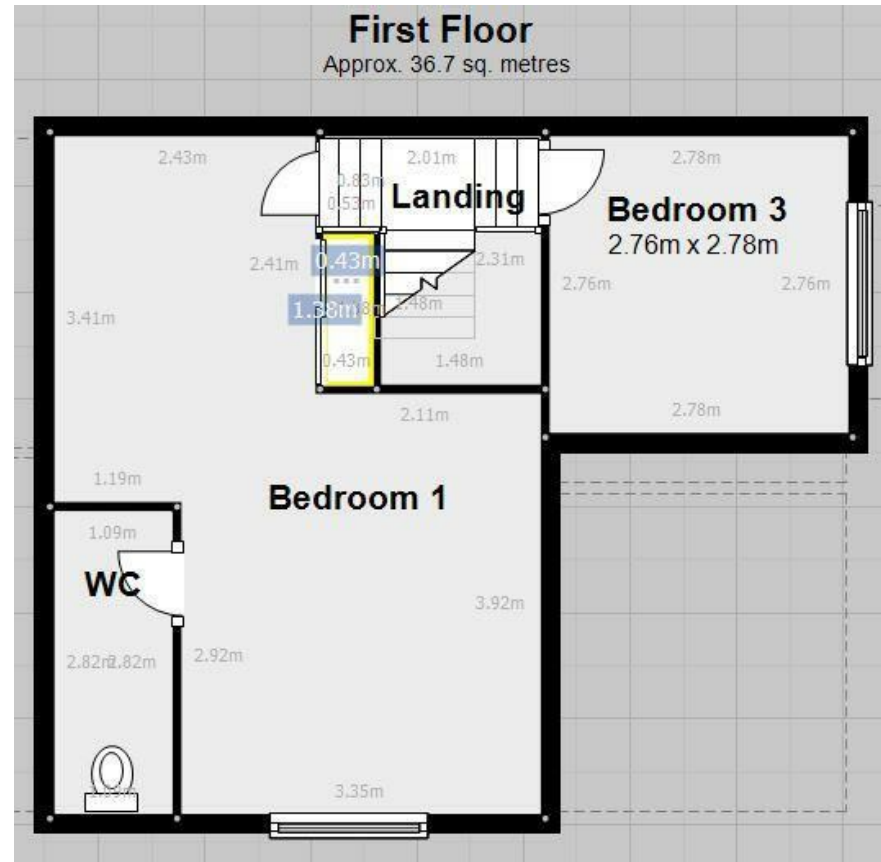 First Floor
Approx. 36.7 sq. metres
2.43m
2.01m
2.78m
0.83m
0.53m
Landing
Bedroom 3
2.76m x 2.78m
2.41m
0.43m
2.31m
2.76m
2.76m
3.41m
1.38m
1.48m
0.43m
1.48m
2.11m
2.78m
1.19m
Bedroom 1
1.09m
WC
3.92m
2.82m
2.82m
2.92m
3.35m